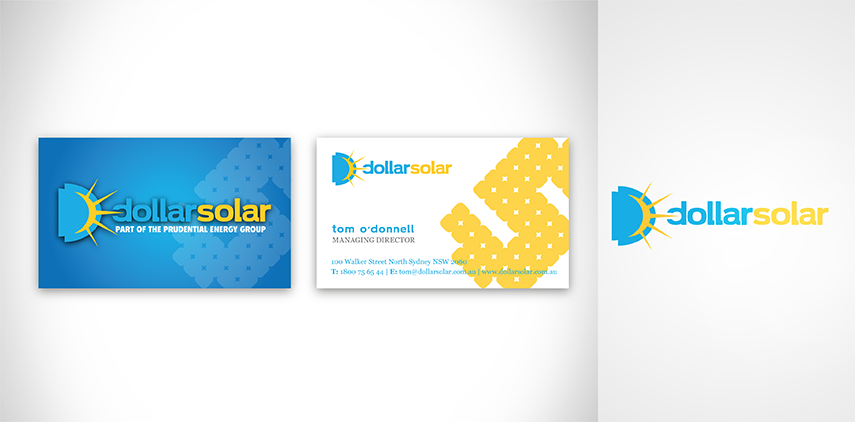 dollarsolar
PART OF THE PRUDENTIAL ENERGY GROUP
dollarsolar
tom o'donnell
MANAGING DIRECTOR
100 Walker Street North Sydney NSW 2060
T: 1800 75 65 44 | E: tom@dollarsolar.com.au | www.dollarsolar.com.au
dollarsolar